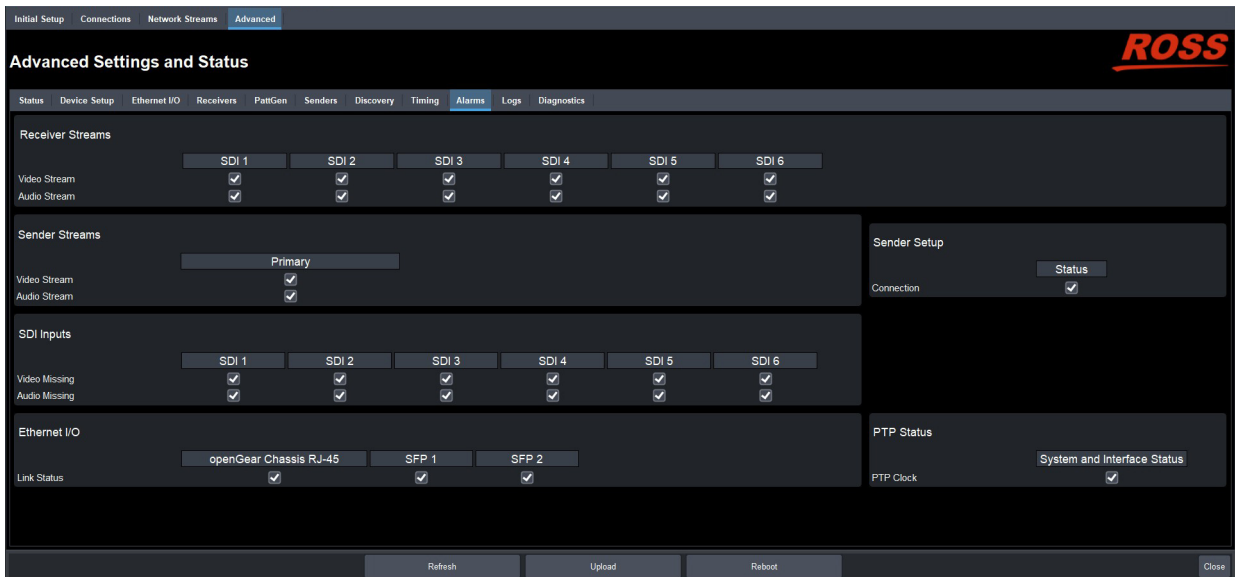 Initial Setup Connections Network Streams Advanced
ROSS
Advanced Settings and Status
Status Device Setup Ethernet I/O Receivers PattGen Senders Discovery Timing Alarms Logs Diagnostics
Receiver Streams
SDI 1 SDI 2 SDI 3 SDI 4 SDI 5 SDI 6
Video Stream
Audio Stream
Sender Streams
Primary
Video Stream
Audio Stream
Sender Setup
Status
Connection
SDI Inputs
SDI 1 SDI 2 SDI 3 SDI 4 SDI 5 SDI 6
Video Missing
Audio Missing
Ethernet I/O
openGear Chassis RJ-45 SFP 1 SFP 2
Link Status
PTP Status
System and Interface Status
PTP Clock
Refresh Upload Reboot Close